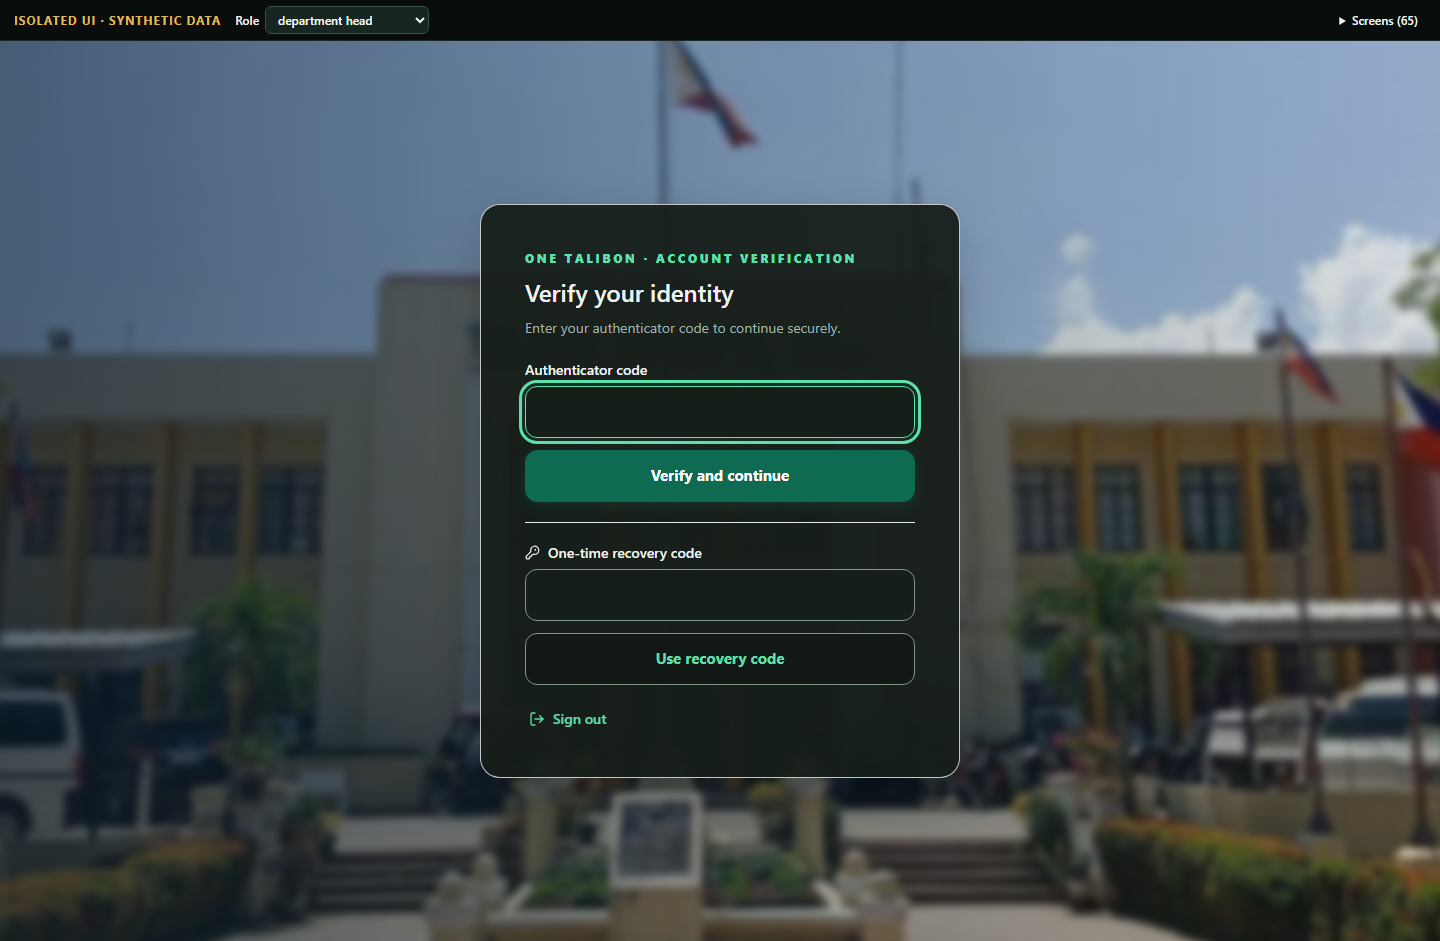 ISOLATED UI · SYNTHETIC DATA Role department head Screens (65)
ONE TALIBON · ACCOUNT VERIFICATION
Verify your identity
Enter your authenticator code to continue securely.
Authenticator code
Verify and continue
One-time recovery code
Use recovery code
Sign out